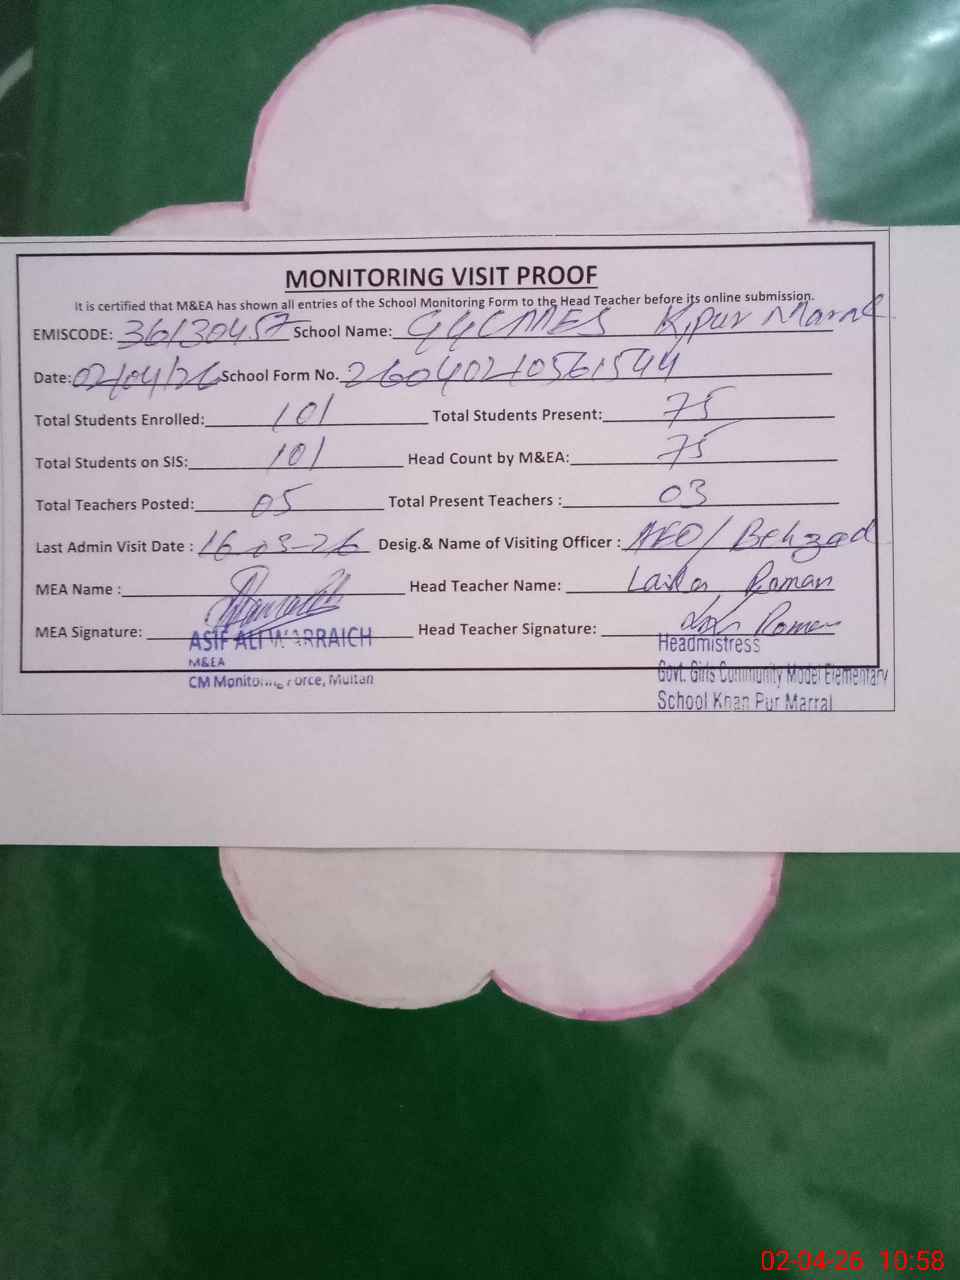 MONITORING VISIT PROOF
It is certified that M&EA has shown all entries of the School Monitoring Form to the Head Teacher before its online submission.
EMISCODE: 36130457 School Name: GGCMES K.pur Marral
Date: 02/04/26 School Form No. 26040210561544
Total Students Enrolled: 101 Total Students Present: 75
Total Students on SIS: 101 Head Count by M&EA: 75
Total Teachers Posted: 05 Total Present Teachers : 03
Last Admin Visit Date : 16-03-26 Desig.& Name of Visiting Officer : AEO/ Behzad
MEA Name : Head Teacher Name: Laila Roman
MEA Signature: Head Teacher Signature: Roman
ASIF ALI WARRAICH
M&EA
CM Monitoring Force, Multan
Headmistress
Govt. Girls Community Model Elementary
School Khan Pur Marral
02-04-26 10:58